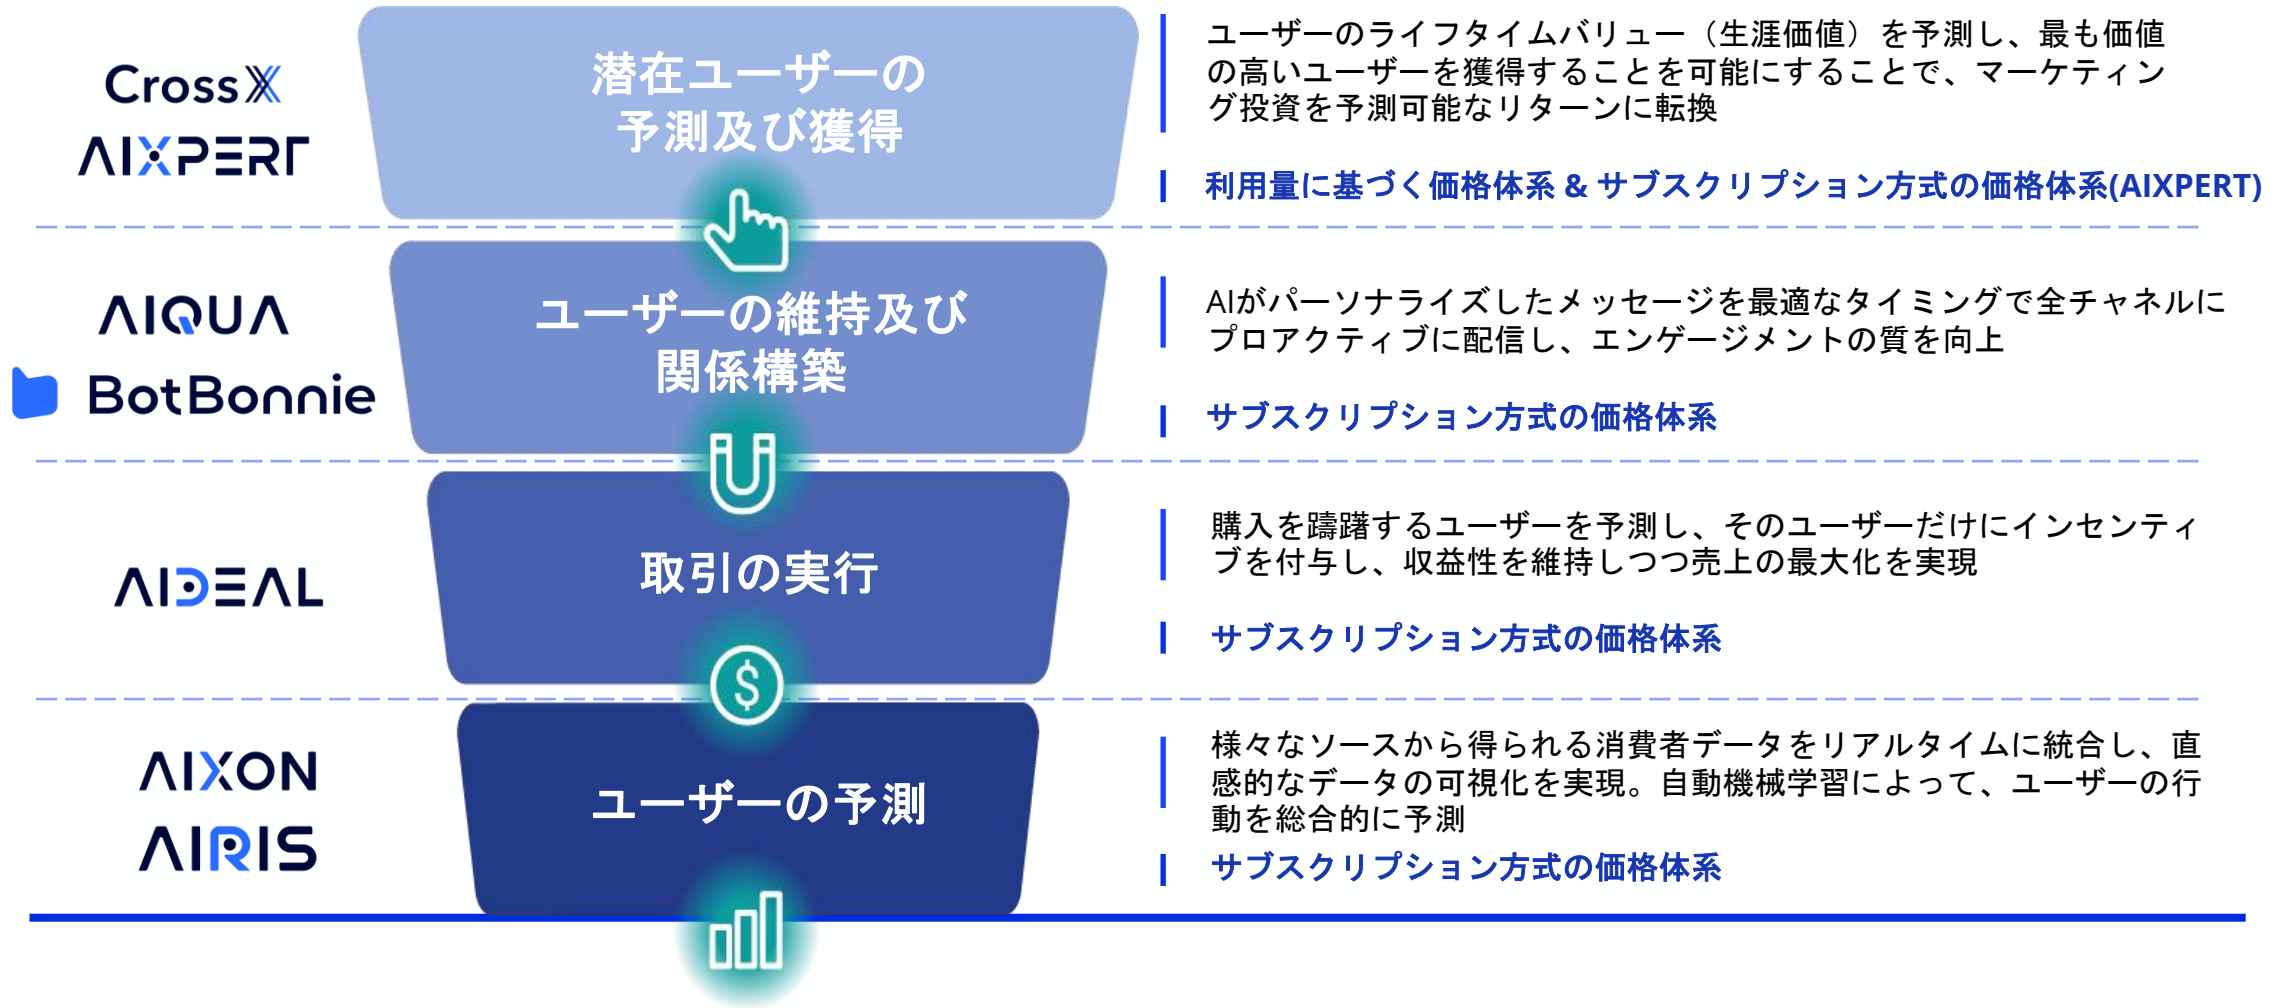 CrossX
AIXPERT
潜在ユーザーの
予測及び獲得
ユーザーのライフタイムバリュー（生涯価値）を予測し、最も価値
の高いユーザーを獲得することを可能にすることで、マーケティン
グ投資を予測可能なリターンに転換
利用量に基づく価格体系 & サブスクリプション方式の価格体系(AIXPERT)
AIQUA
BotBonnie
ユーザーの維持及び
関係構築
AIがパーソナライズしたメッセージを最適なタイミングで全チャネルに
プロアクティブに配信し、エンゲージメントの質を向上
サブスクリプション方式の価格体系
AIDEAL
取引の実行
購入を躊躇するユーザーを予測し、そのユーザーだけにインセンティ
ブを付与し、収益性を維持しつつ売上の最大化を実現
サブスクリプション方式の価格体系
$
AIXON
AIRIS
ユーザーの予測
様々なソースから得られる消費者データをリアルタイムに統合し、直
感的なデータの可視化を実現。自動機械学習によって、ユーザーの行
動を総合的に予測
サブスクリプション方式の価格体系